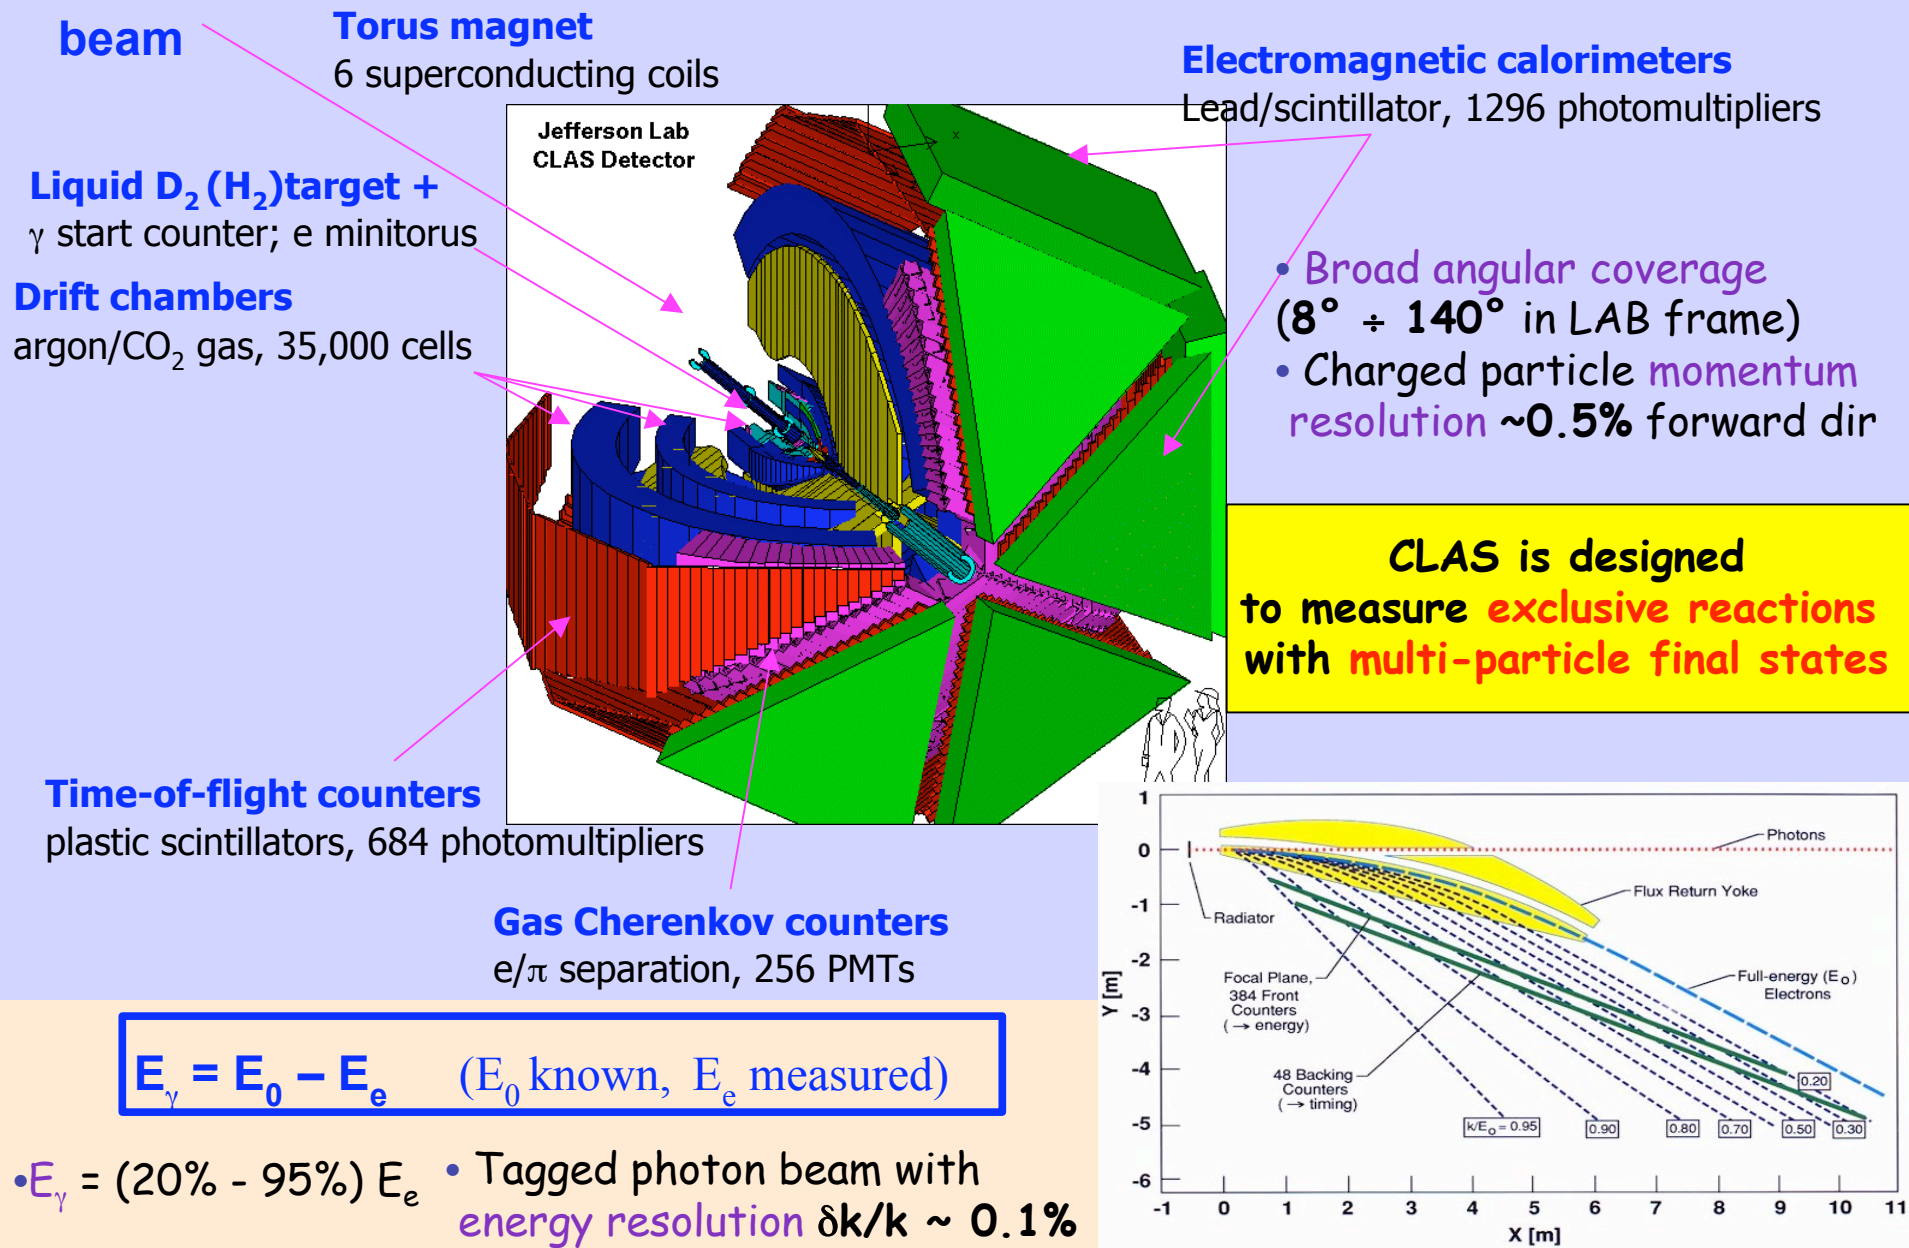 beam
Torus magnet
6 superconducting coils
Electromagnetic calorimeters
Lead/scintillator, 1296 photomultipliers
Jefferson Lab
CLAS Detector
x
Liquid D2 (H2)target +
γ start counter; e minitorus
Drift chambers
argon/CO2 gas, 35,000 cells
• Broad angular coverage
(8° ÷ 140° in LAB frame)
• Charged particle momentum
resolution ~0.5% forward dir
CLAS is designed
to measure exclusive reactions
with multi-particle final states
Time-of-flight counters
plastic scintillators, 684 photomultipliers
Gas Cherenkov counters
e/π separation, 256 PMTs
Eγ = E0 – Ee (E0 known, Ee measured)
•Eγ = (20% - 95%) Ee
• Tagged photon beam with
energy resolution δk/k ~ 0.1%
1
0
-1
-2
-3
-4
-5
-6
Y [m]
Photons
Flux Return Yoke
Radiator
Focal Plane,
384 Front
Counters
(→ energy)
Full-energy (Eo)
Electrons
48 Backing
Counters
(→ timing)
0.20
k/Eo = 0.95
0.90
0.80
0.70
0.50
0.30
-1 0 1 2 3 4 5 6 7 8 9 10 11
X [m]